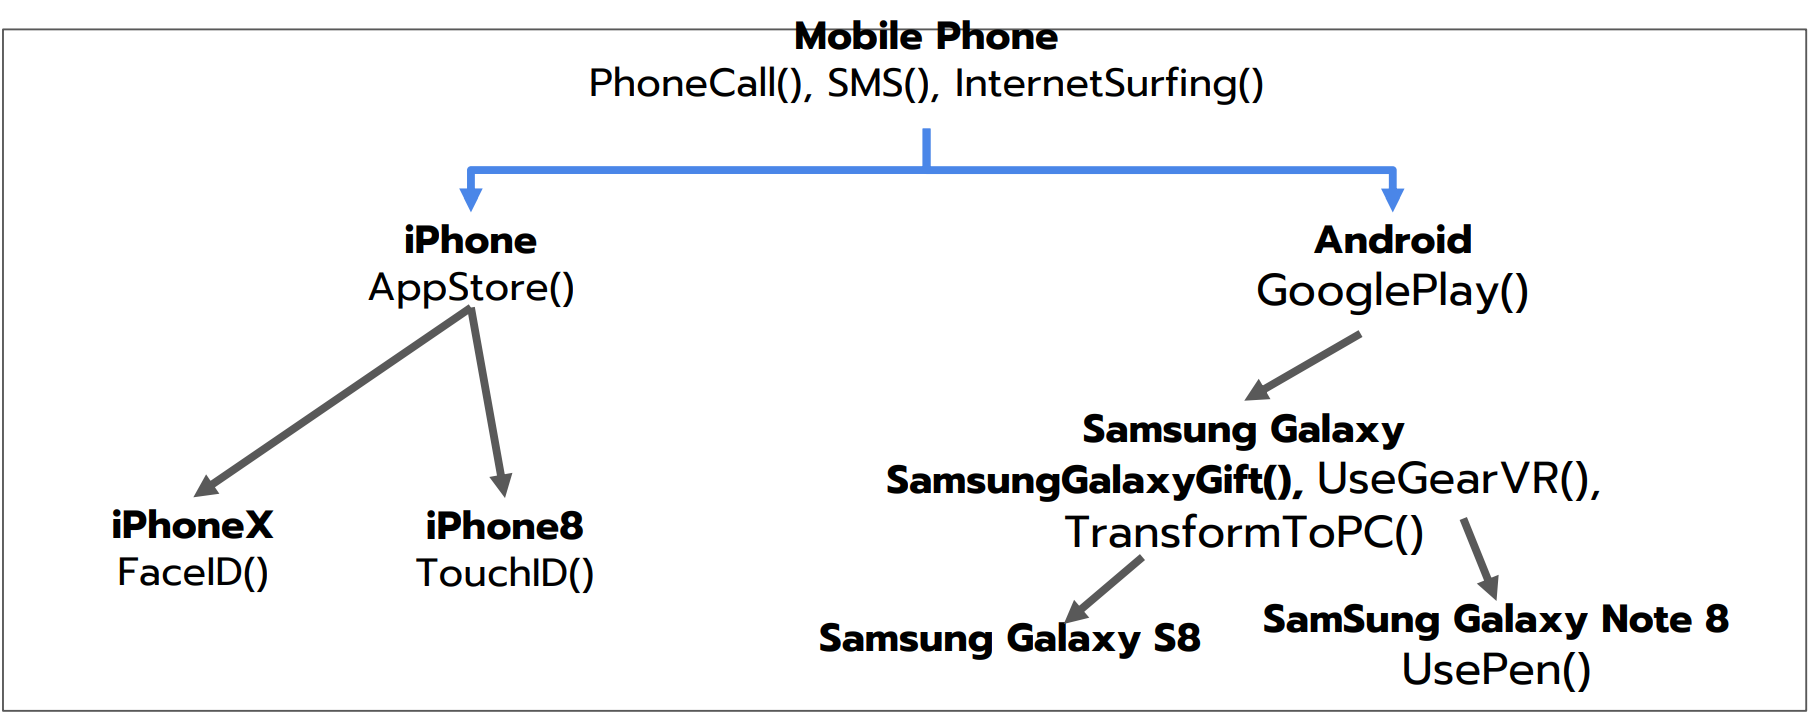 Mobile Phone
PhoneCall(), SMS(), InternetSurfing()
iPhone
AppStore()
Android
GooglePlay()
Samsung Galaxy
SamsungGalaxyGift(), UseGearVR(),
TransformToPC()
iPhoneX
FaceID()
iPhone8
TouchID()
Samsung Galaxy S8
SamSung Galaxy Note 8
UsePen()